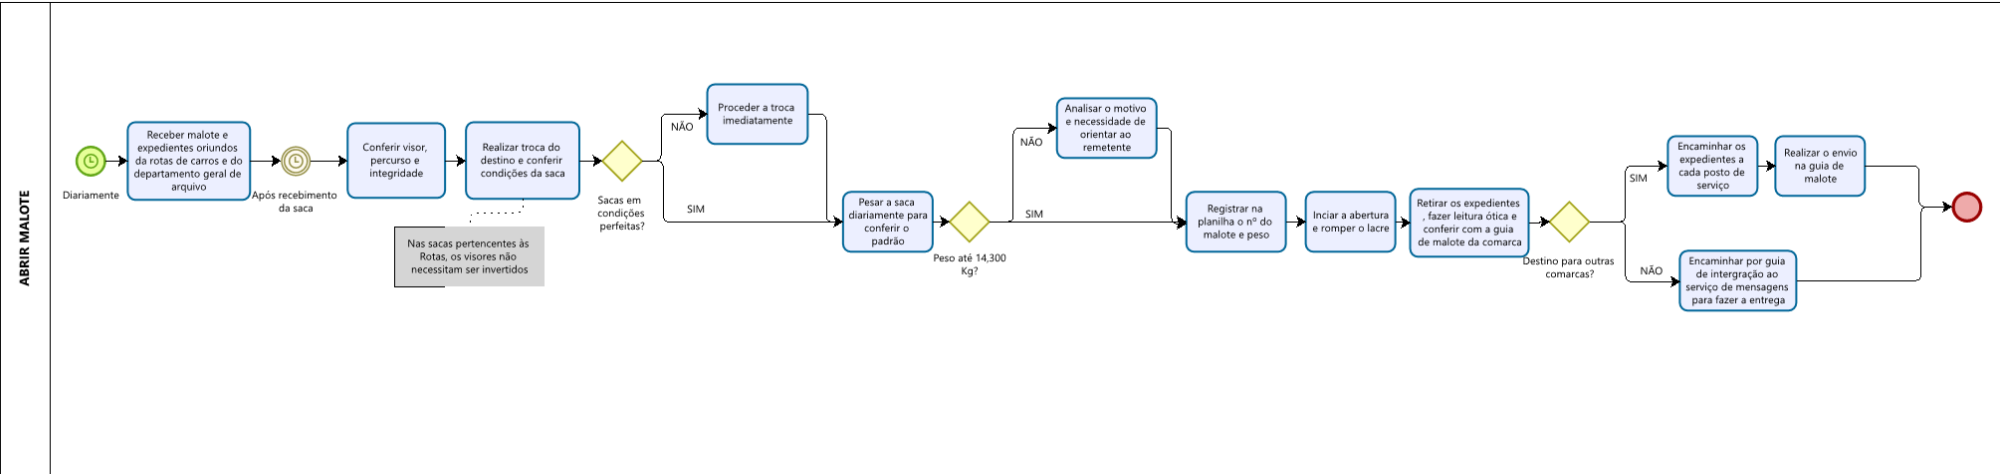 ABRIR MALOTE
Diariamente
Receber malote e
expedientes oriundos
da rotas de carros e do
departamento geral de
arquivo
Após recebimento
da saca
Conferir visor,
percurso e
integridade
Realizar troca do
destino e conferir
condições da saca
Nas sacas pertencentes às
Rotas, os visores não
necessitam ser invertidos
Sacas em
condições
perfeitas?
NÃO
Proceder a troca
imediatamente
SIM
Pesar a saca
diariamente para
conferir o
padrão
Peso até 14,300
Kg?
NÃO
Analisar o motivo
e necessidade de
orientar ao
remetente
SIM
Registrar na
planilha o nº do
malote e peso
Inciar a abertura
e romper o lacre
Retirar os expedientes
, fazer leitura ótica e
conferir com a guia
de malote da comarca
Destino para outras
comarcas?
SIM
Encaminhar os
expedientes a
cada posto de
serviço
Realizar o envio
na guia de
malote
NÃO
Encaminhar por guia
de intergração ao
serviço de mensagens
para fazer a entrega